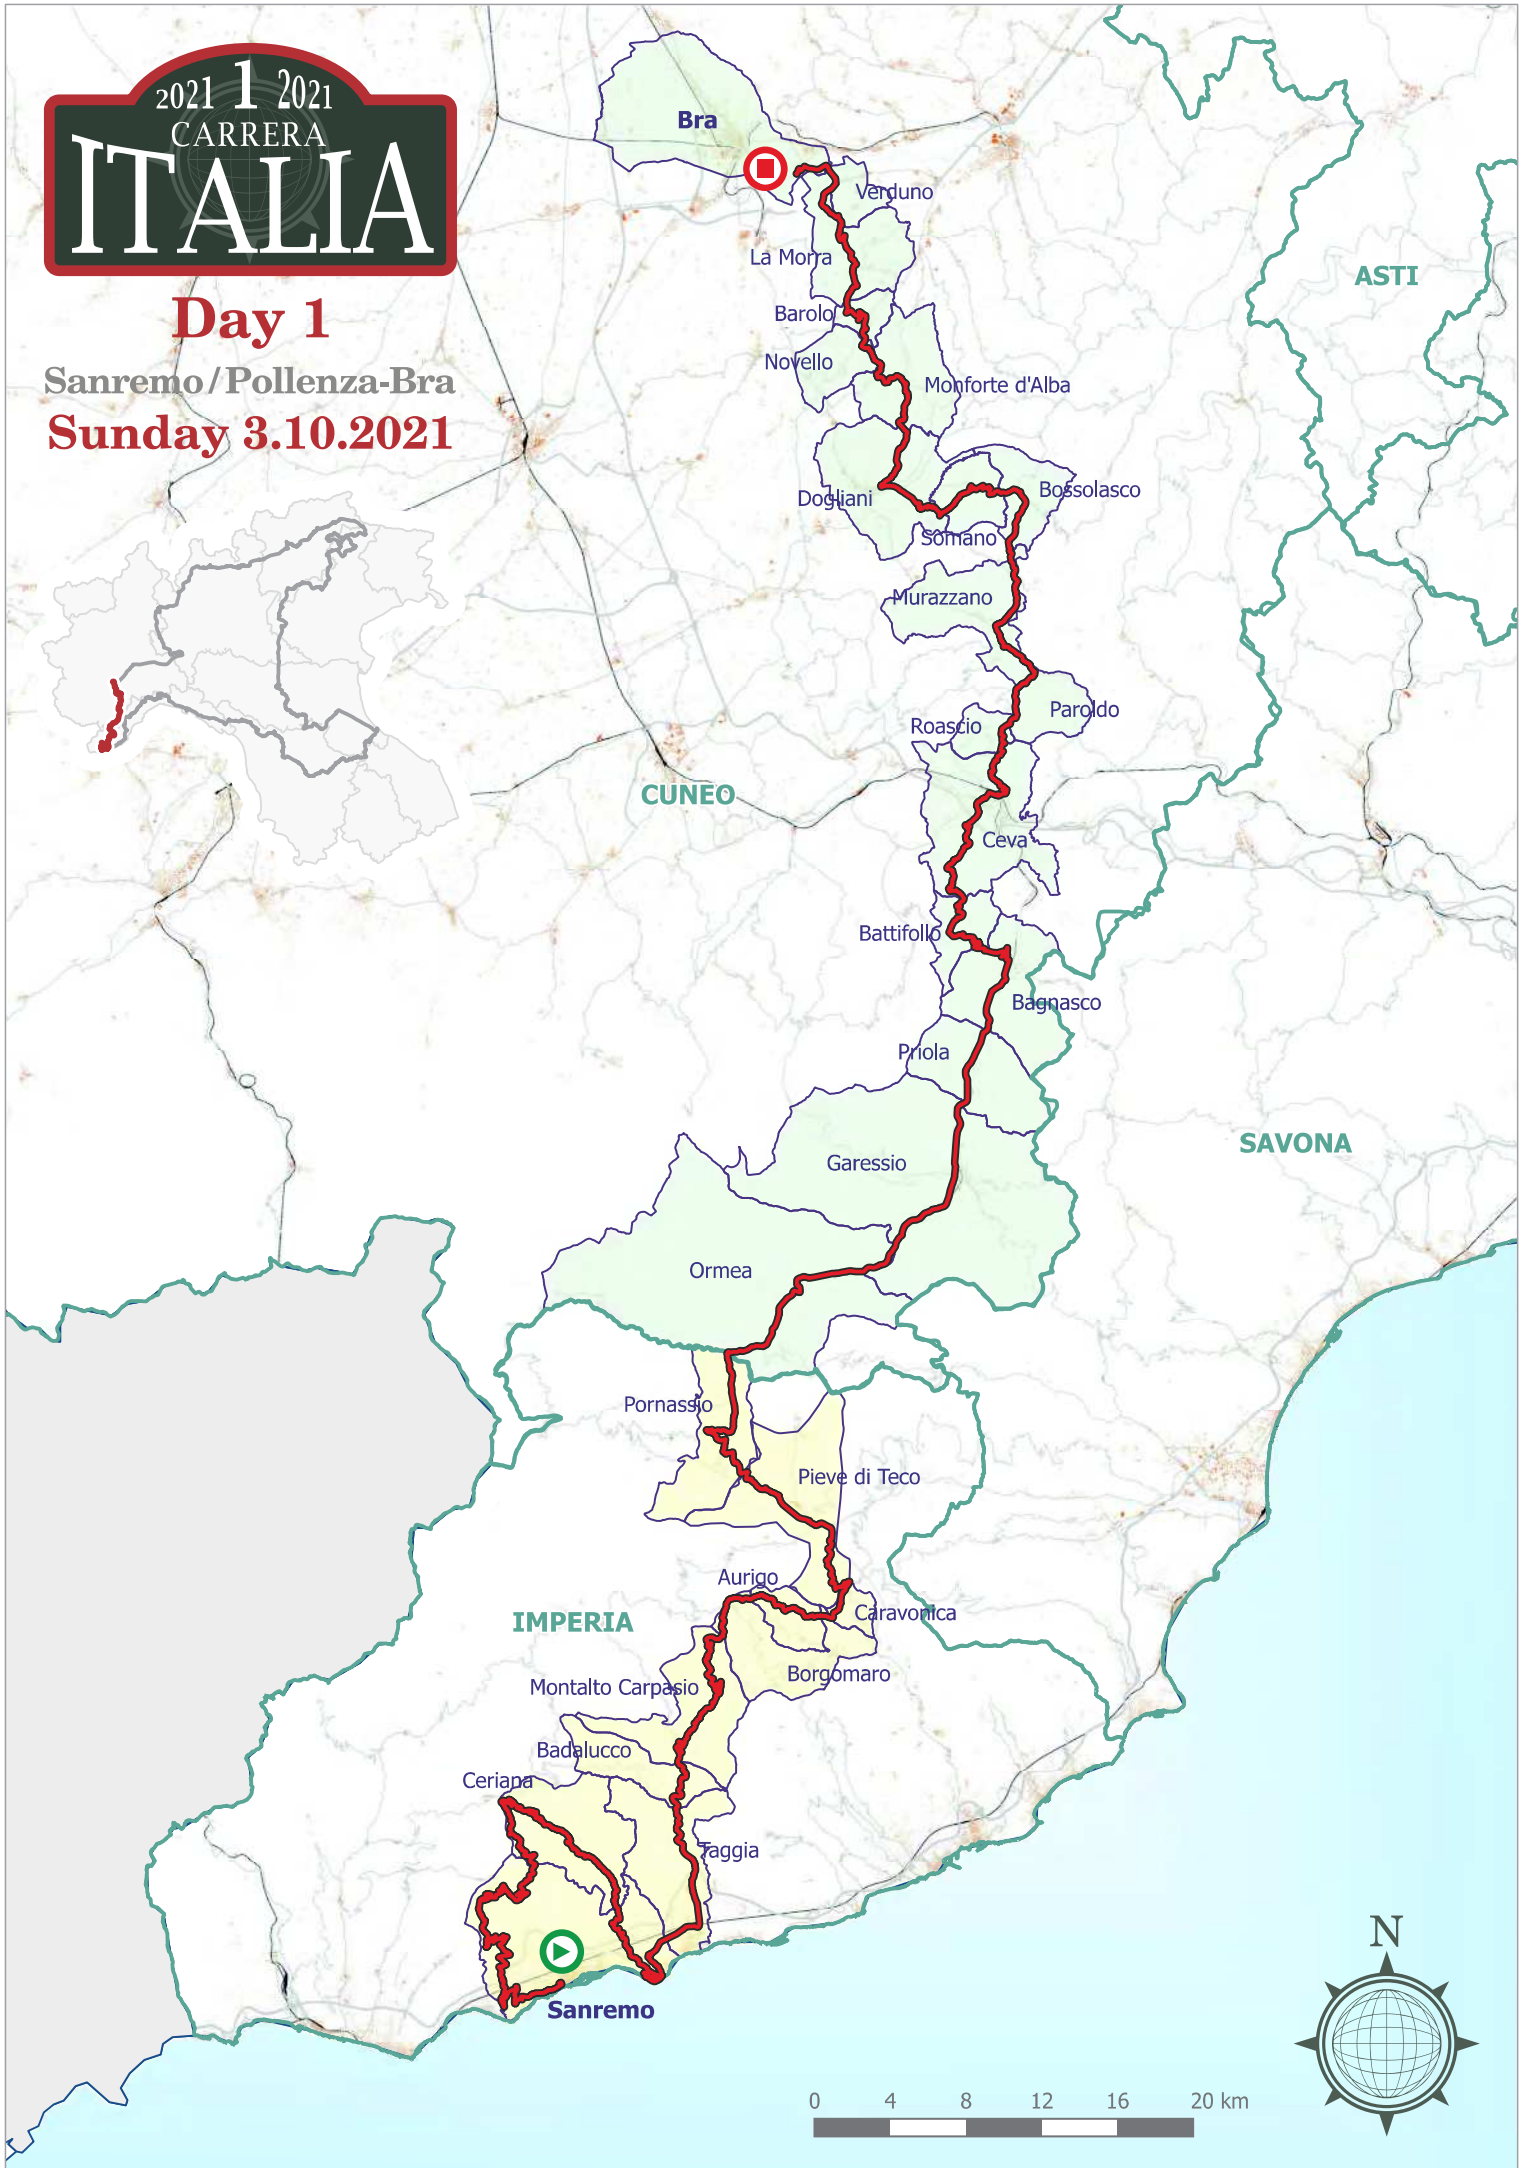 2021 1 2021
CARRERA
ITALIA
Day 1
Sanremo/Pollenza-Bra
Sunday 3.10.2021
Bra
Verduno
La Morra
ASTI
Barolo
Novello
Monforte d'Alba
Dogliani
Bossolasco
Somano
Murazzano
Paroldo
Roascio
CUNEO
Ceva
Battifollo
Bagnasco
Priola
SAVONA
Garessio
Ormea
Pornassio
Pieve di Teco
Aurigo
Caravonica
IMPERIA
Borgomaro
Montalto Carpasio
Badalucco
Ceriana
Taggia
Sanremo
N
0 4 8 12 16 20 km